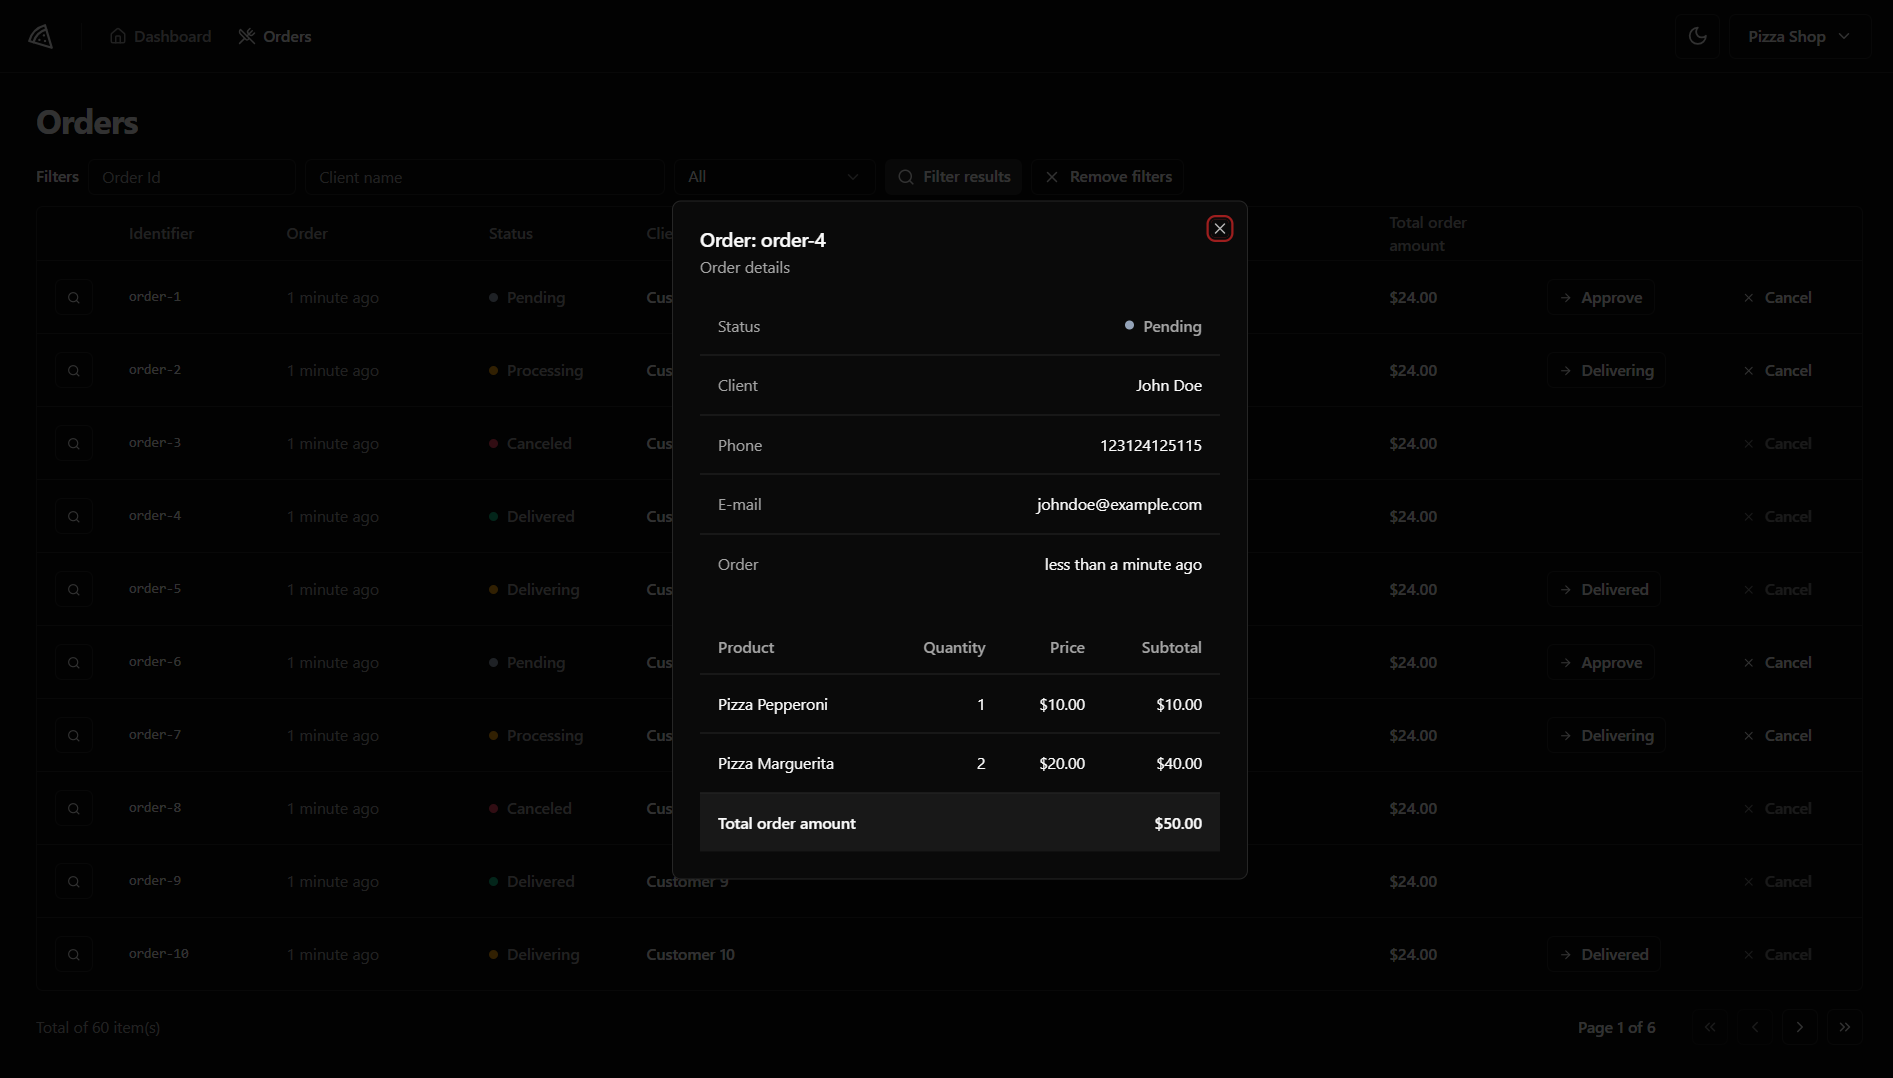 Dashboard Orders Pizza Shop
Orders
Filters Order Id Client name All Filter results Remove filters
Identifier Order Status Clie Total order amount
order-1 1 minute ago Pending Cus $24.00 Approve Cancel
order-2 1 minute ago Processing Cus $24.00 Delivering Cancel
order-3 1 minute ago Canceled Cus $24.00 Cancel
order-4 1 minute ago Delivered Cus $24.00 Cancel
order-5 1 minute ago Delivering Cus $24.00 Delivered Cancel
order-6 1 minute ago Pending Cus $24.00 Approve Cancel
order-7 1 minute ago Processing Cus $24.00 Delivering Cancel
order-8 1 minute ago Canceled Cus $24.00 Cancel
order-9 1 minute ago Delivered Customer 9 $24.00 Cancel
order-10 1 minute ago Delivering Customer 10 $24.00 Delivered Cancel
Total of 60 item(s) Page 1 of 6
Order: order-4
Order details
Status Pending
Client John Doe
Phone 123124125115
E-mail johndoe@example.com
Order less than a minute ago
Product Quantity Price Subtotal
Pizza Pepperoni 1 $10.00 $10.00
Pizza Marguerita 2 $20.00 $40.00
Total order amount $50.00